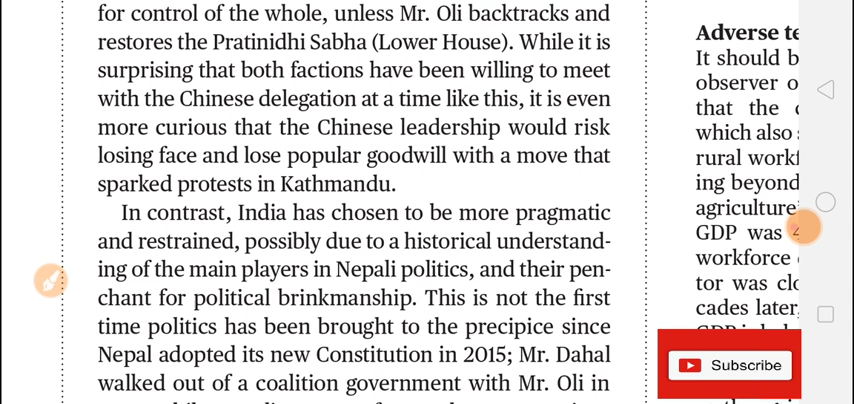 for control of the whole, unless Mr. Oli backtracks and
restores the Pratinidhi Sabha (Lower House). While it is
surprising that both factions have been willing to meet
with the Chinese delegation at a time like this, it is even
more curious that the Chinese leadership would risk
losing face and lose popular goodwill with a move that
sparked protests in Kathmandu.
In contrast, India has chosen to be more pragmatic
and restrained, possibly due to a historical understand-
ing of the main players in Nepali politics, and their pen-
chant for political brinkmanship. This is not the first
time politics has been brought to the precipice since
Nepal adopted its new Constitution in 2015; Mr. Dahal
walked out of a coalition government with Mr. Oli in
Adverse te
It should b
observer o
that the
which also
rural work
ing beyond
agriculture
GDP was
workforce
tor was clo
cades later,
Subscribe